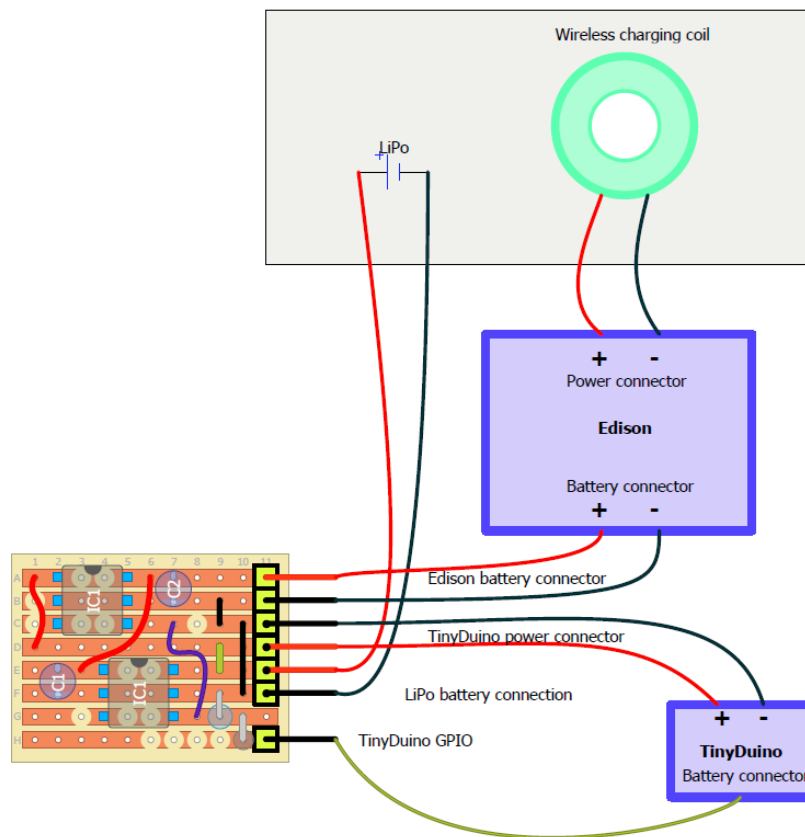 Wireless charging coil
LiPo
+
+ -
Power connector
Edison
Battery connector
+ -
1 2 3 4 5 6 7 8 9 10 11
A
B
C
D
E
F
G
H
IC1
C2
C1
IC1
Edison battery connector
TinyDuino power connector
LiPo battery connection
TinyDuino GPIO
+ -
TinyDuino
Battery connector